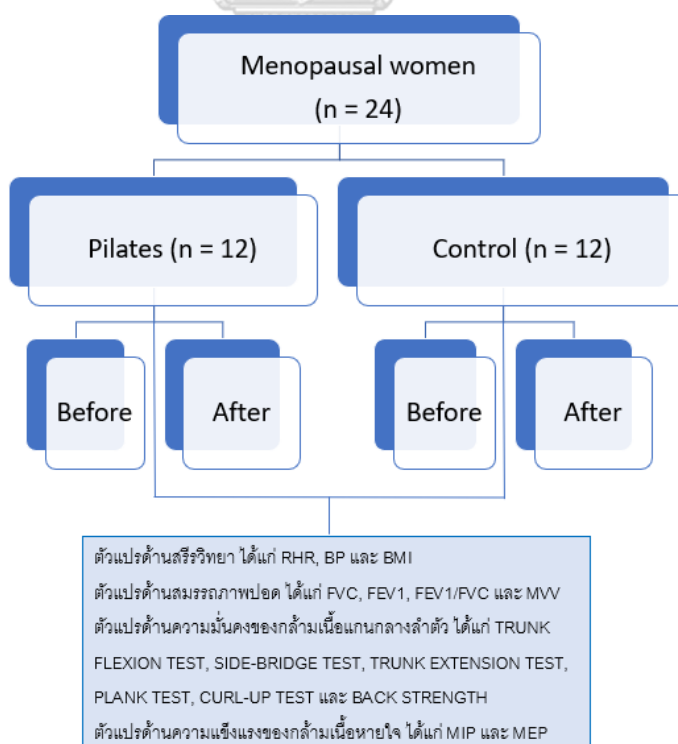 Menopausal women
(n = 24)
Pilates (n = 12)
Control (n = 12)
Before
After
Before
After
ตัวแปรด้านสรีรวิทยา ได้แก่ RHR, BP และ BMI
ตัวแปรด้านสมรรถภาพปอด ได้แก่ FVC, FEV1, FEV1/FVC และ MVV
ตัวแปรด้านความมั่นคงของกล้ามเนื้อแกนกลางลำตัว ได้แก่ TRUNK
FLEXION TEST, SIDE-BRIDGE TEST, TRUNK EXTENSION TEST,
PLANK TEST, CURL-UP TEST และ BACK STRENGTH
ตัวแปรด้านความแข็งแรงของกล้ามเนื้อหายใจ ได้แก่ MIP และ MEP